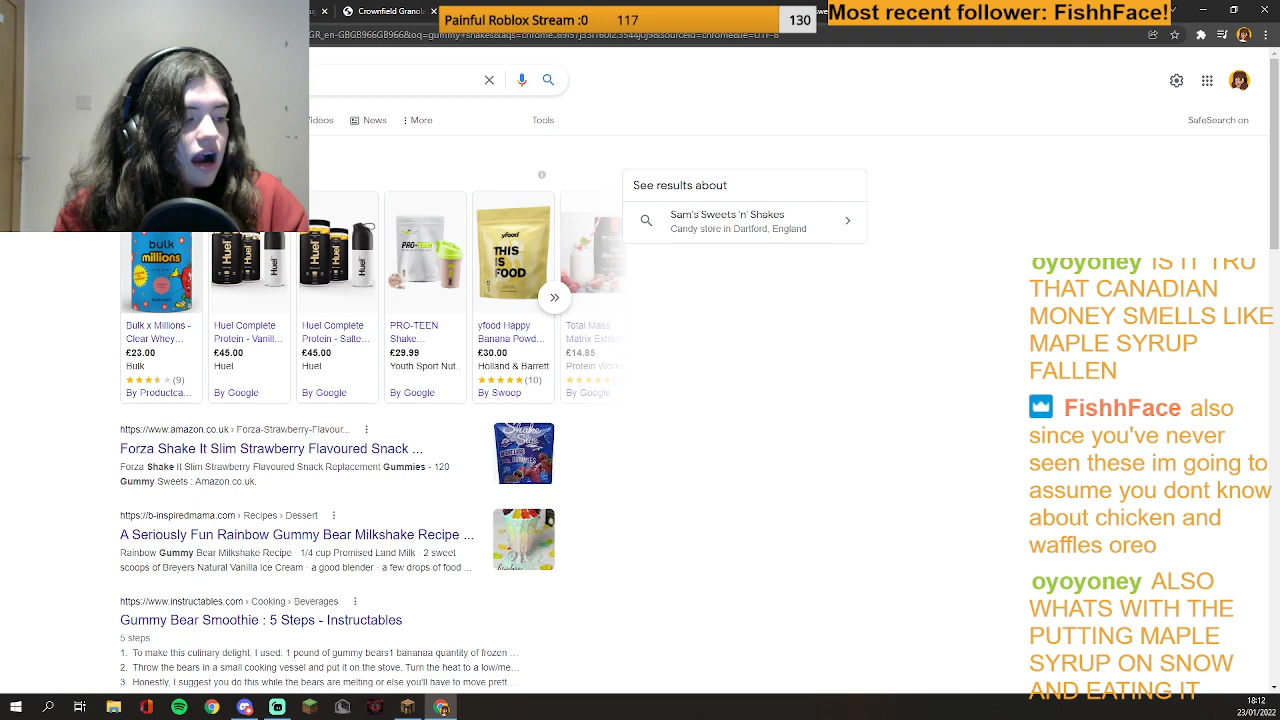 Painful Roblox Stream :0 117 130
Most recent follower: FishhFace!
ideos
News
More
Tools
SafeSearch on
See results about
Sam's Sweets 'n' Shakes
Candy store in Dartford, England
bulk
millions
Huel
Huel
PRO-TEEN
yfood
THIS
IS
FOOD
Bulk x Millions -
Clear Whey...
£23.00
Bulk
(9)
By Productca...
Huel Complete
Protein - Vanill...
£45.00
Huel
By Google
Huel Complete
Protein - Salte...
£45.00
Huel
By Google
PRO-TEEN
Shake...
£29.99
Youth Sport Nut...
By Google
yfood Happy
Banana Powd...
£30.00
Holland & Barrett
(10)
By Swoop
Total Mass
Matrix Extrem
£14.85
Protein Works
By Google
https://www.amazon.co.uk › Forza-Strawberry-Flavour...
Forza Shake It Slim Strawberry Flavoured Snack ...
Forza Shake It Slim Strawberry Flavoured Snack Replacement Gummies - 120
Gummy Sweets : Amazon.co.uk.
https://b-inspiredmama.com › Recipes › Dessert
A Seriously Fun Rainbow Gummy Bear Milkshake Recipe ...
Rainbow Gummy Bear Milkshake Recipe · 1/4 cup Promised Land Milk · 2 sweet
scoops of Breyers Natural Vanilla Ice Cream · a good blender · a few drops of food ...
https://www.instructables.com › Cooking › Beverages
Gummy Bear Smoothie : 5 Steps - Instructables
5 steps
1. To make this culinary delight. I used: 1 pound of gummy bears1 bananaa quantity of frozen ...
2. Throw the bears in a small cooking vessel and put it on the stove. Turn the heat to a low/me...
3. Honestly, I suggest you do this while the bears are melting or else you'll have to move pret...
oyoyoney IS IT TRU
THAT CANADIAN
MONEY SMELLS LIKE
MAPLE SYRUP
FALLEN
FishhFace also
since you've never
seen these im going to
assume you dont know
about chicken and
waffles oreo
oyoyoney ALSO
WHATS WITH THE
PUTTING MAPLE
SYRUP ON SNOW
AND EATING IT
18:12
23/01/2022